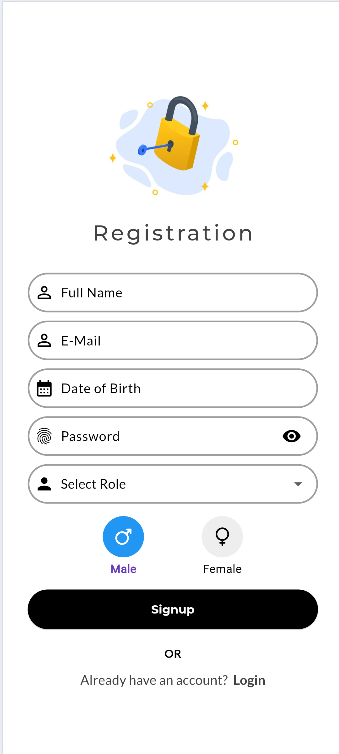 Registration
Full Name
E-Mail
Date of Birth
Password
Select Role
Male Female
Signup
OR
Already have an account? Login